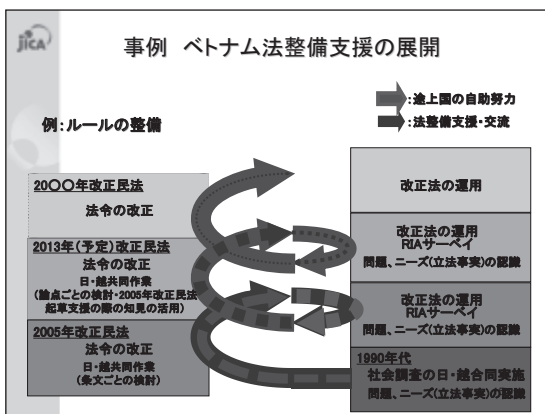 jICA
事例 ベトナム法整備支援の展開
:途上国の自助努力
:法整備支援・交流
例:ルールの整備
20〇〇年改正民法
法令の改正
2013年(予定)改正民法
法令の改正
日・越共同作業
(論点ごとの検討・2005年改正民法
起草支援の際の知見の活用)
2005年改正民法
法令の改正
日・越共同作業
(条文ごとの検討)
改正法の運用
改正法の運用
RIAサーベイ
問題、ニーズ(立法事実)の認識
改正法の運用
RIAサーベイ
問題、ニーズ(立法事実)の認識
1990年代
社会調査の日・越合同実施
問題、ニーズ(立法事実)の認識